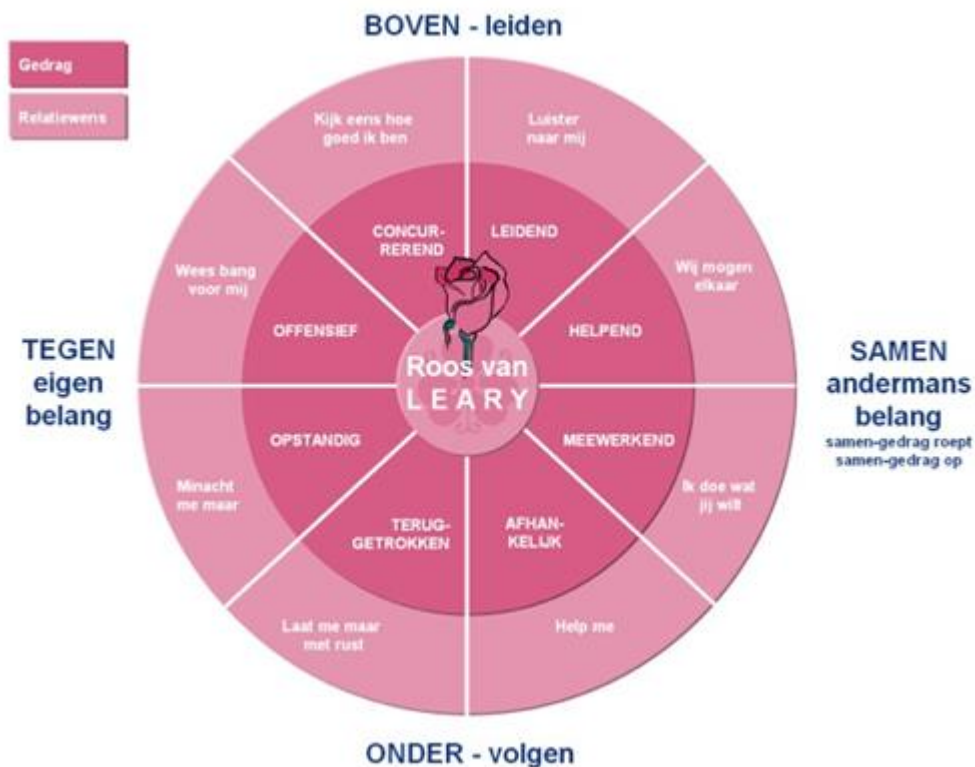 BOVEN - leiden
Gedrag
Relatiewens
Kijk eens hoe
goed ik ben
Luister
naar mij
CONCUR-
REREND
LEIDEND
Wees bang
voor mij
Wij mogen
elkaar
OFFENSIEF
HELPEND
TEGEN
eigen
belang
Roos van
LEARY
SAMEN
andermans
belang
samen-gedrag roept
samen-gedrag op
OPSTANDIG
MEEWERKEND
Minacht
me maar
Ik doe wat
jij wilt
TERUG-
GETROKKEN
AFHAN-
KELIJK
Laat me maar
met rust
Help me
ONDER - volgen